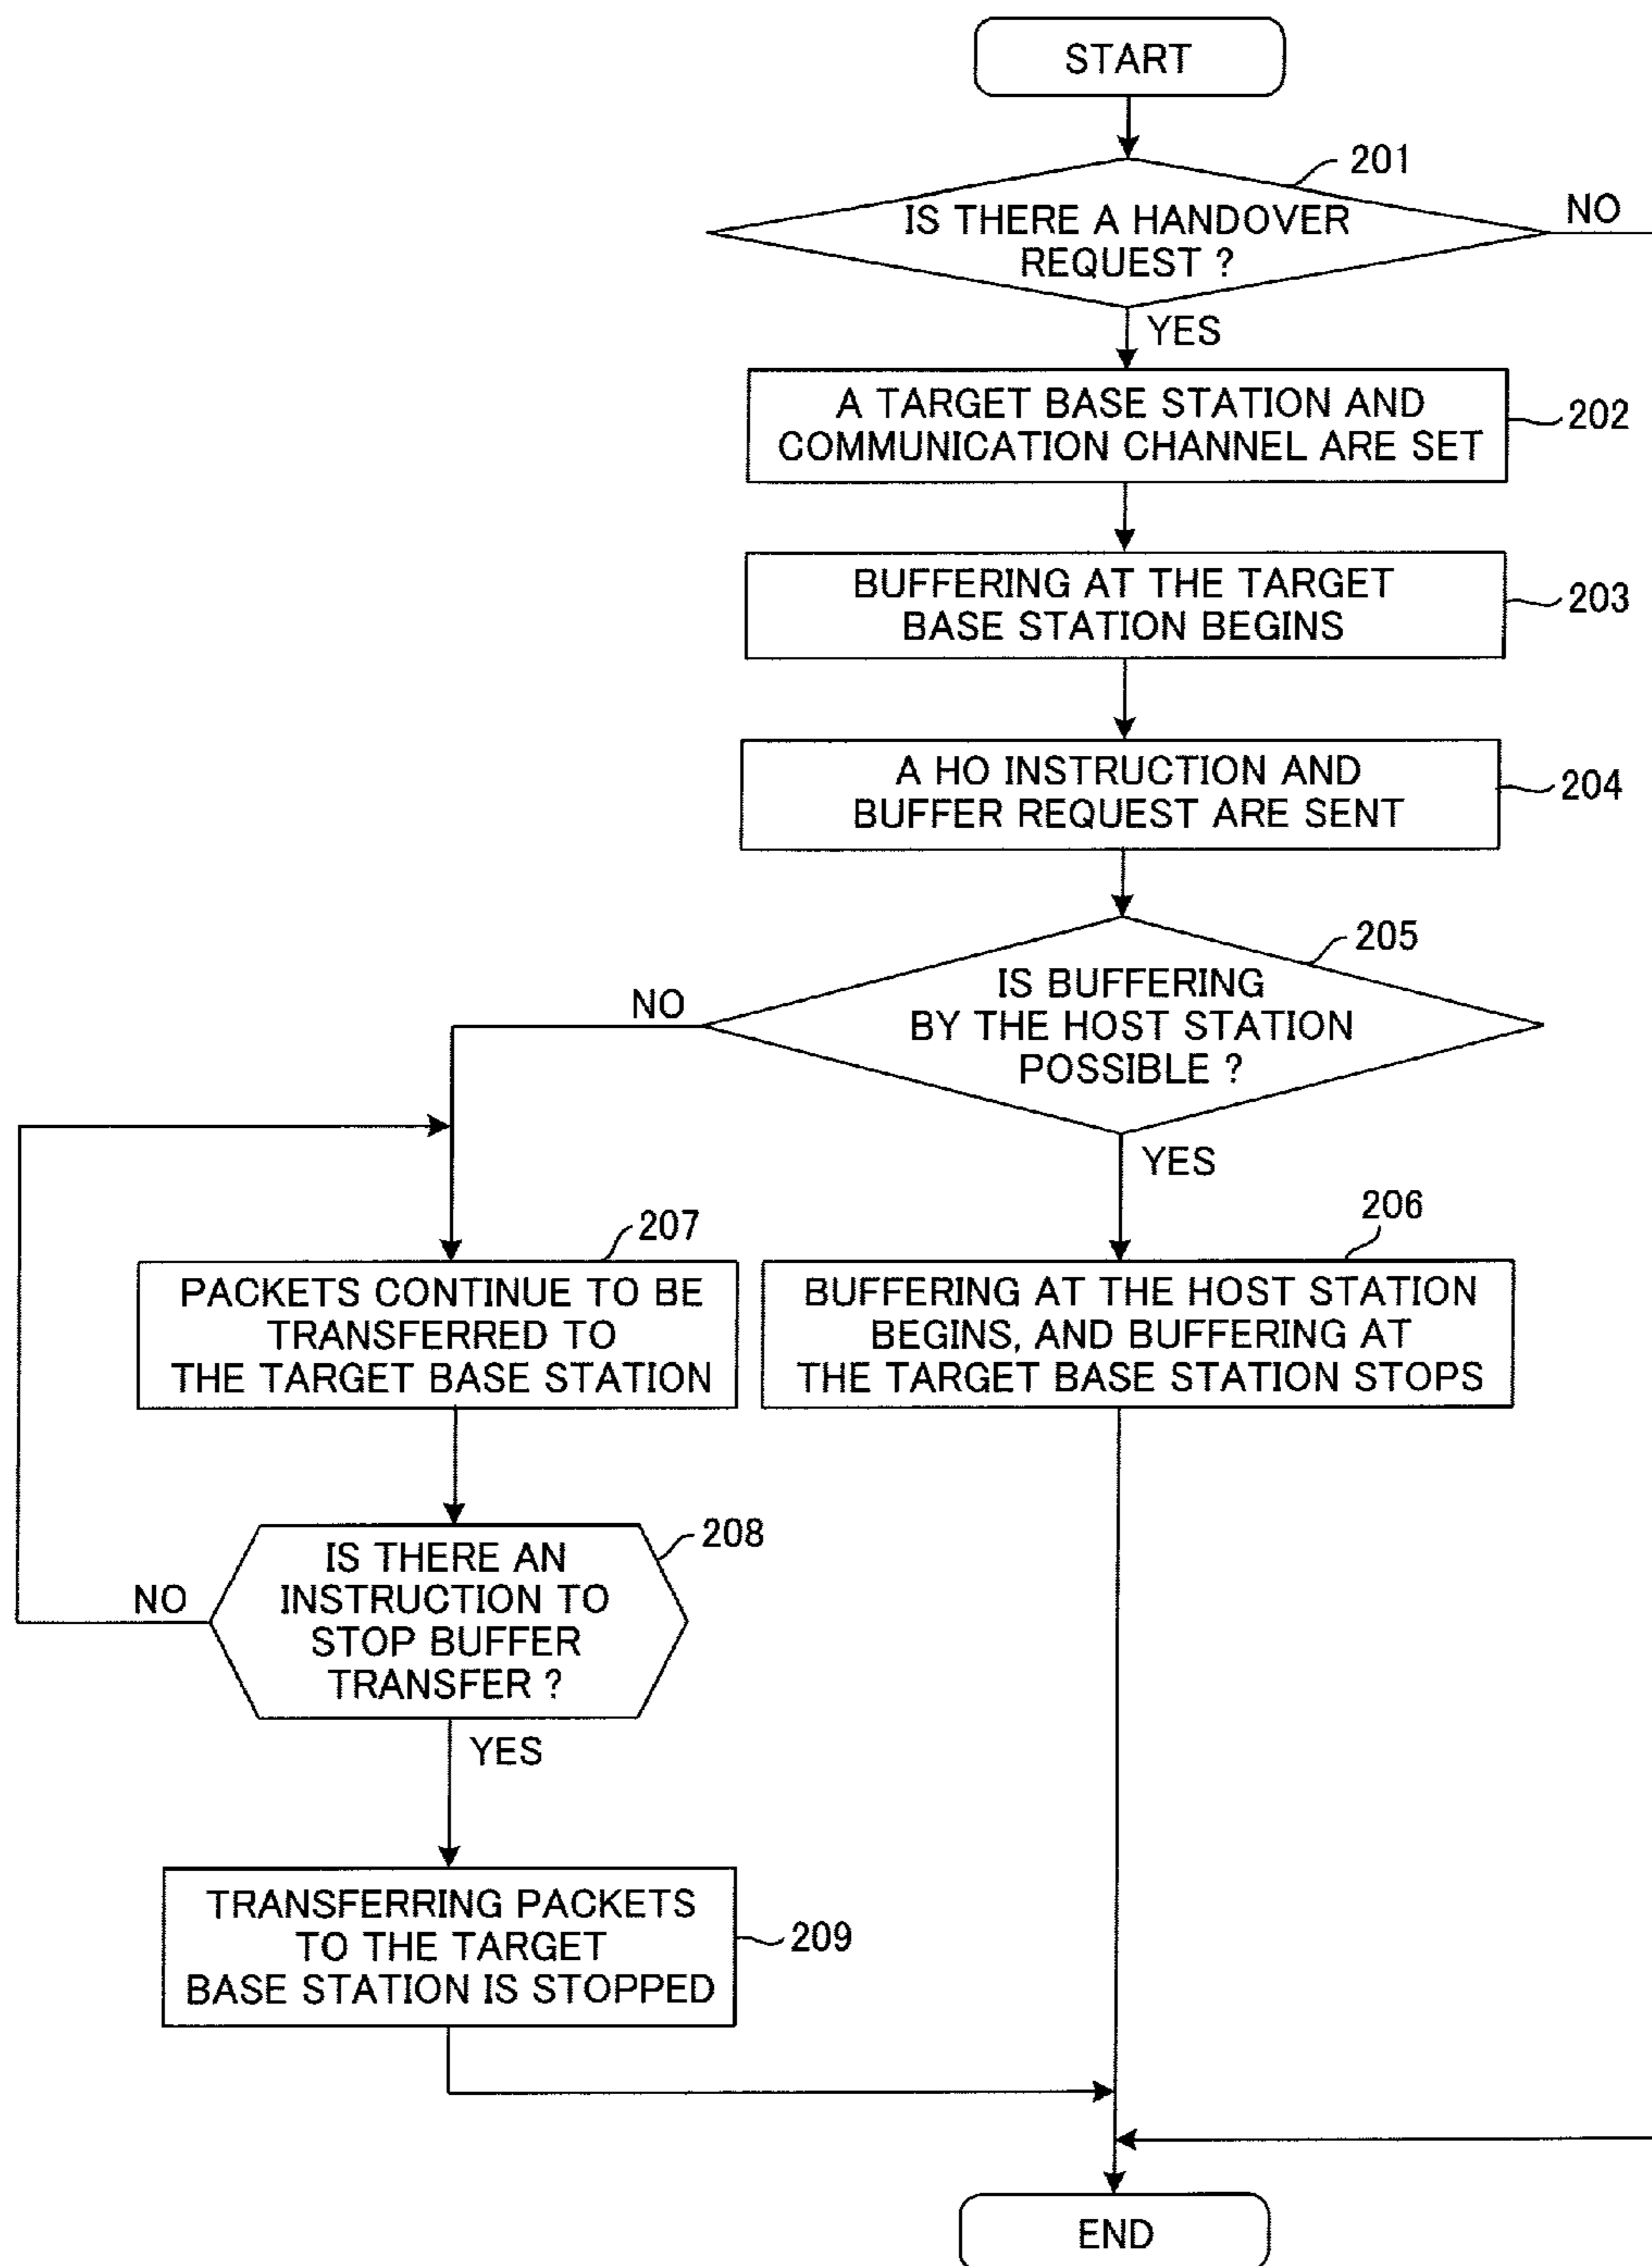 START
201
IS THERE A HANDOVER
REQUEST ?
NO
YES
A TARGET BASE STATION AND
COMMUNICATION CHANNEL ARE SET
202
BUFFERING AT THE TARGET
BASE STATION BEGINS
203
A HO INSTRUCTION AND
BUFFER REQUEST ARE SENT
204
205
IS BUFFERING
BY THE HOST STATION
POSSIBLE ?
NO
YES
207
PACKETS CONTINUE TO BE
TRANSFERRED TO
THE TARGET BASE STATION
206
BUFFERING AT THE HOST STATION
BEGINS, AND BUFFERING AT
THE TARGET BASE STATION STOPS
208
IS THERE AN
INSTRUCTION TO
STOP BUFFER
TRANSFER ?
NO
YES
TRANSFERRING PACKETS
TO THE TARGET
BASE STATION IS STOPPED
209
END